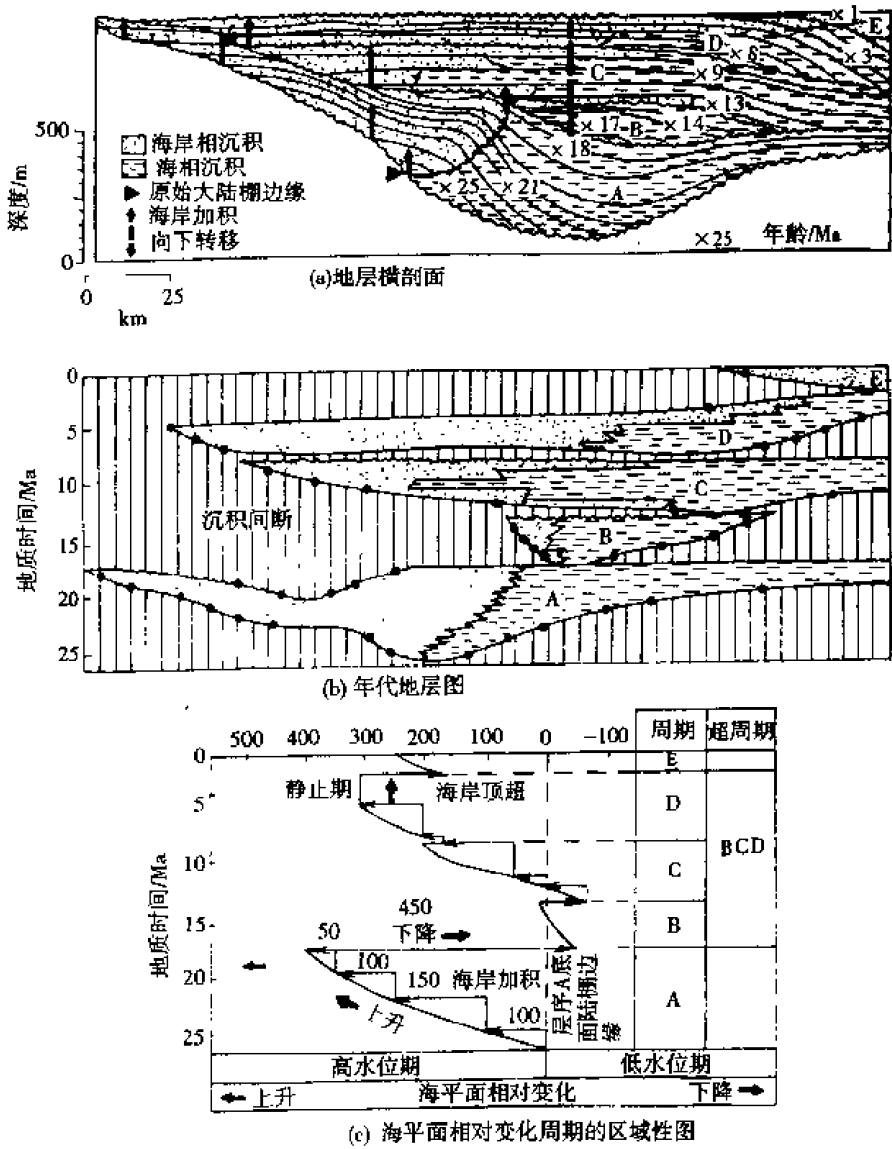 ×1
E
D
×3
×8
C
×9
×13
×17
B
×14
×18
×25
×21
A
500
深度/m
0
海岸相沉积
海相沉积
原始大陆棚边缘
海岸加积
向下转移
×25 年龄/Ma
0 25
km
(a)地层横剖面
0
5
10
15
20
25
地质时间/Ma
E
D
C
沉积间断
B
A
(b) 年代地层图
500 400 300 200 100 0 -100 周期 超周期
0
5
10
15
20
25
地质时间/Ma
E
静止期
海岸顶超
D
BCD
C
450
50 下降
B
100
150 海岸加积
100
上升
层序A底
面陆棚边
缘
A
高水位期 低水位期
上升 海平面相对变化 下降
(c) 海平面相对变化周期的区域性图